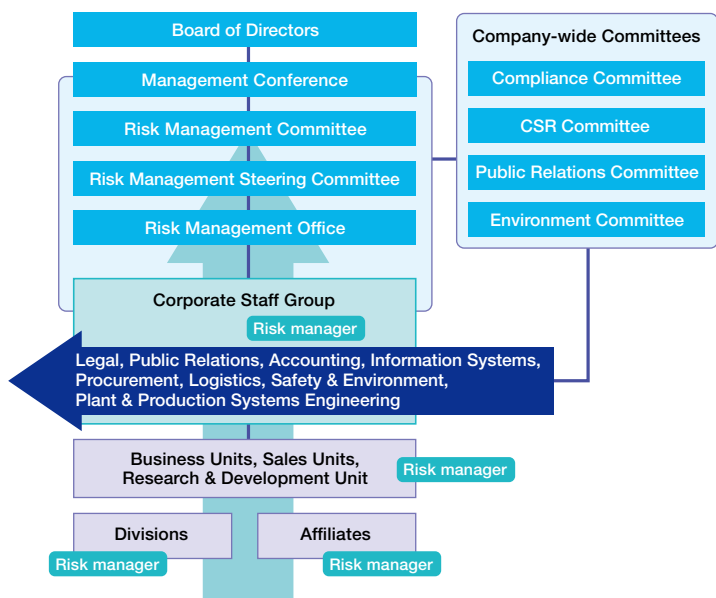 Board of Directors
Management Conference
Risk Management Committee
Risk Management Steering Committee
Risk Management Office
Company-wide Committees
Compliance Committee
CSR Committee
Public Relations Committee
Environment Committee
Corporate Staff Group
Risk manager
Legal, Public Relations, Accounting, Information Systems,
Procurement, Logistics, Safety & Environment,
Plant & Production Systems Engineering
Business Units, Sales Units,
Research & Development Unit
Risk manager
Divisions
Risk manager
Affiliates
Risk manager